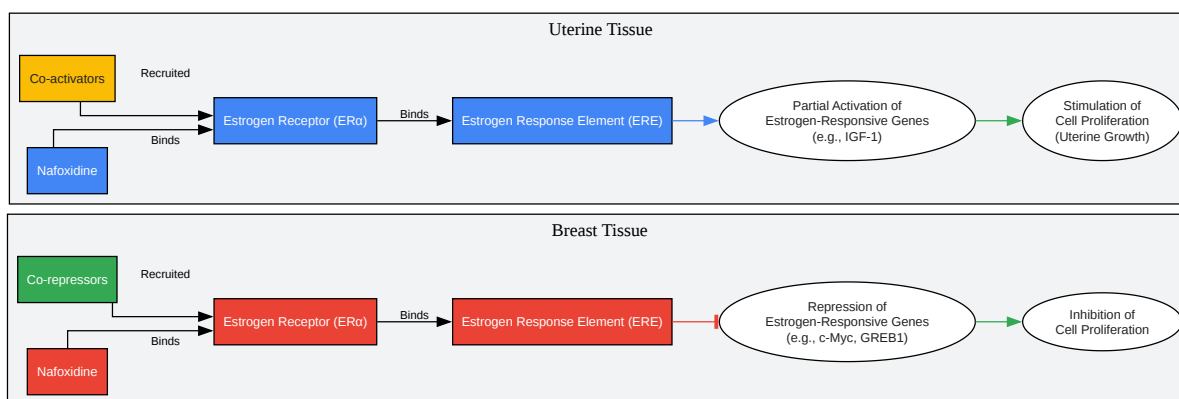 Uterine Tissue
Co-activators
Recruited
Estrogen Receptor (ERα)
Binds
Estrogen Response Element (ERE)
Partial Activation of
Estrogen-Responsive Genes
(e.g., IGF-1)
Stimulation of
Cell Proliferation
(Uterine Growth)
Binds
Nafoxidine
Breast Tissue
Co-repressors
Recruited
Estrogen Receptor (ERα)
Binds
Estrogen Response Element (ERE)
Repression of
Estrogen-Responsive Genes
(e.g., c-Myc, GREB1)
Inhibition of
Cell Proliferation
Binds
Nafoxidine